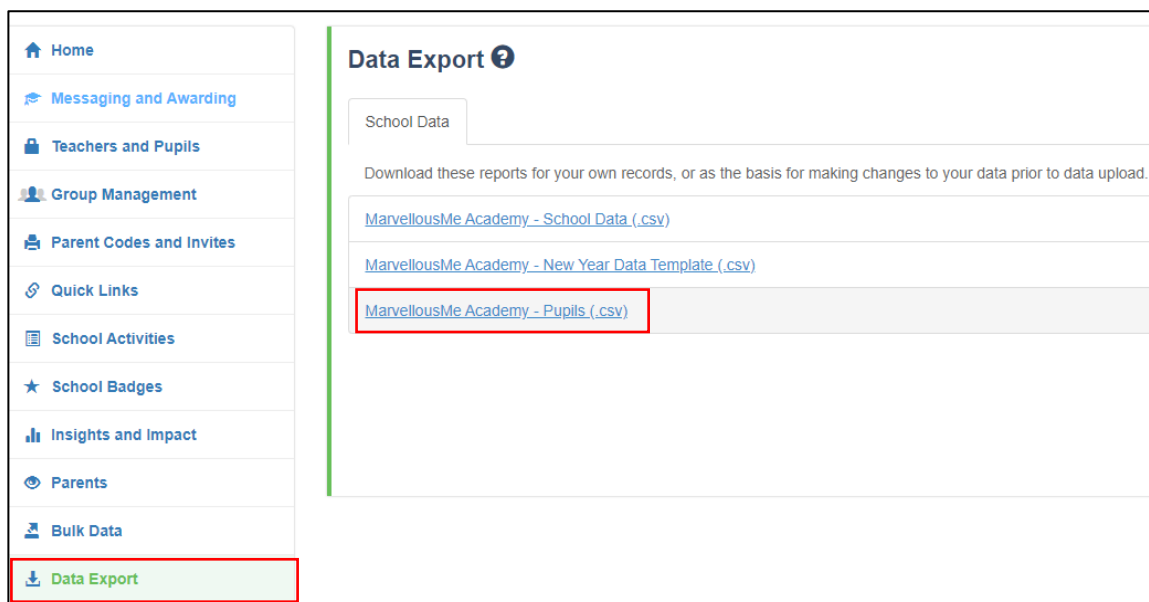 Home
Messaging and Awarding
Teachers and Pupils
Group Management
Parent Codes and Invites
Quick Links
School Activities
School Badges
Insights and Impact
Parents
Bulk Data
Data Export
Data Export ?
School Data
Download these reports for your own records, or as the basis for making changes to your data prior to data upload.
MarvellousMe Academy - School Data (.csv)
MarvellousMe Academy - New Year Data Template (.csv)
MarvellousMe Academy - Pupils (.csv)